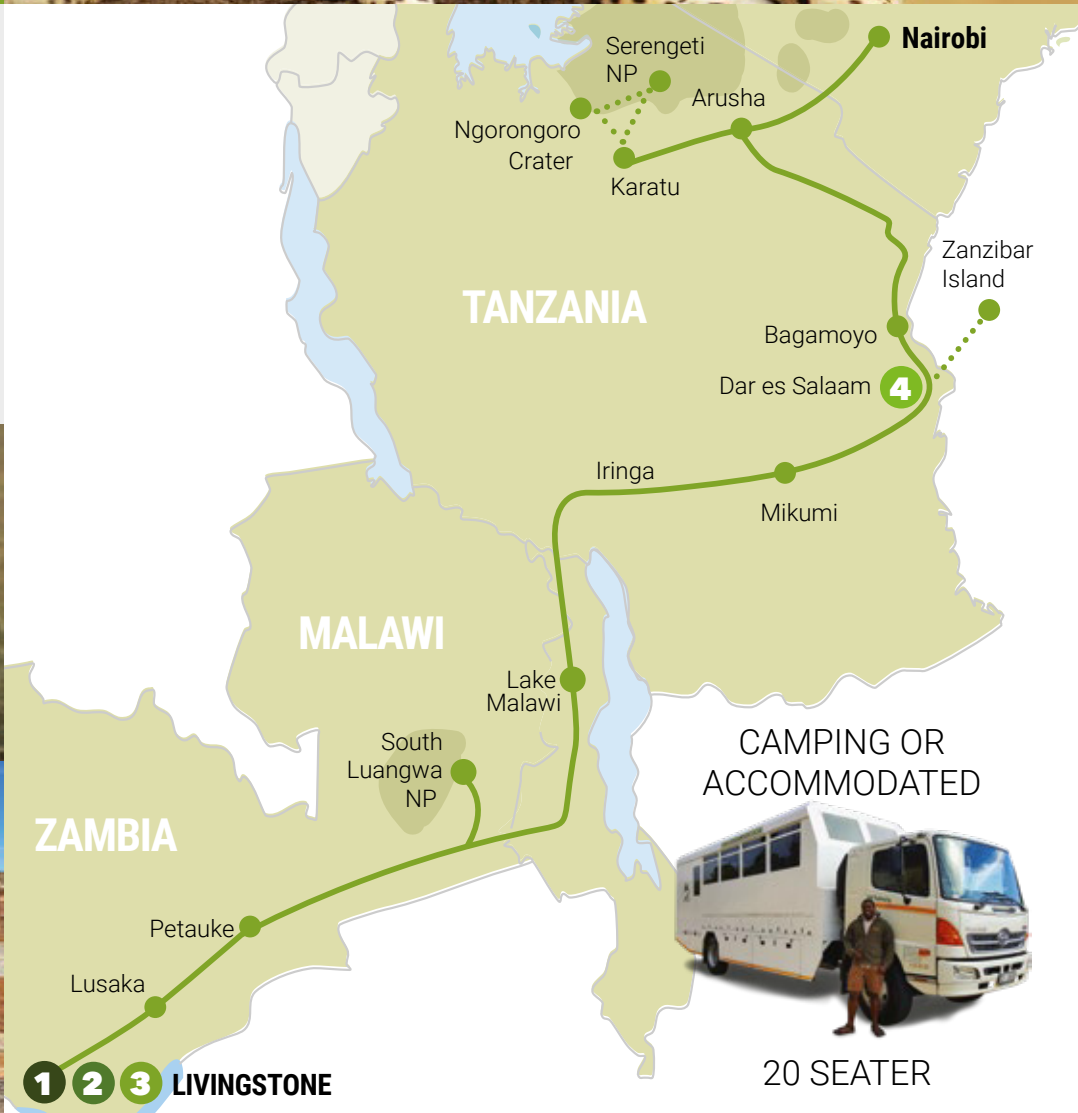 Nairobi
Serengeti
NP
Arusha
Ngorongoro
Crater
Karatu
Zanzibar
Island
TANZANIA
Bagamoyo
Dar es Salaam
4
Iringa
Mikumi
MALAWI
Lake
Malawi
South
Luangwa
NP
CAMPING OR
ACCOMMODATED
ZAMBIA
Petauke
Lusaka
1 2 3 LIVINGSTONE
20 SEATER